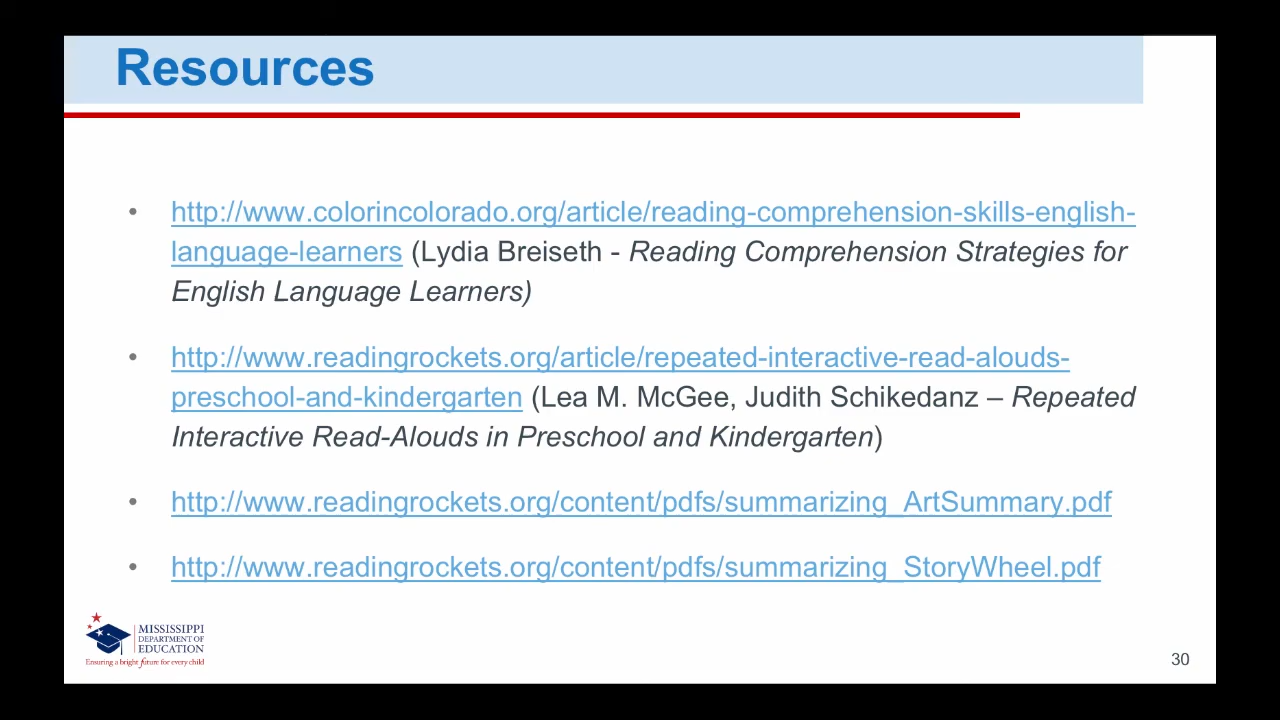 Resources
• http://www.colorincolorado.org/article/reading-comprehension-skills-english-
language-learners (Lydia Breiseth - Reading Comprehension Strategies for
English Language Learners)
• http://www.readingrockets.org/article/repeated-interactive-read-alouds-
preschool-and-kindergarten (Lea M. McGee, Judith Schikedanz – Repeated
Interactive Read-Alouds in Preschool and Kindergarten)
• http://www.readingrockets.org/content/pdfs/summarizing_ArtSummary.pdf
• http://www.readingrockets.org/content/pdfs/summarizing_StoryWheel.pdf
MISSISSIPPI
DEPARTMENT OF
EDUCATION
Ensuring a bright future for every child
30